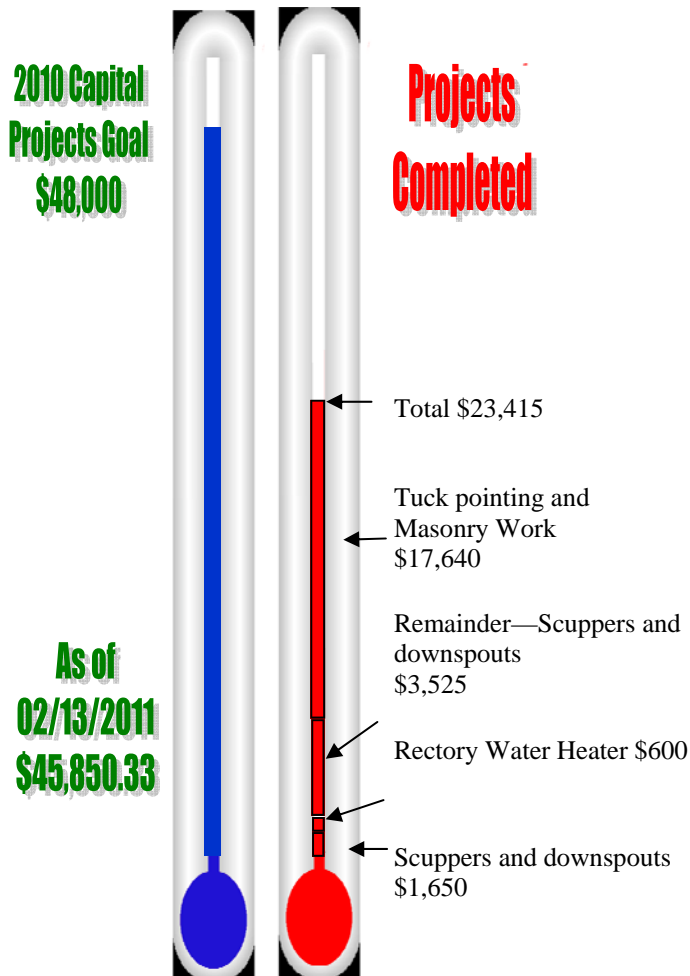 2010 Capital
Projects Goal
$48,000
As of
02/13/2011
$45,850.33
Projects
Completed
Total $23,415
Tuck pointing and
Masonry Work
$17,640
Remainder—Scuppers and
downspouts
$3,525
Rectory Water Heater $600
Scuppers and downspouts
$1,650